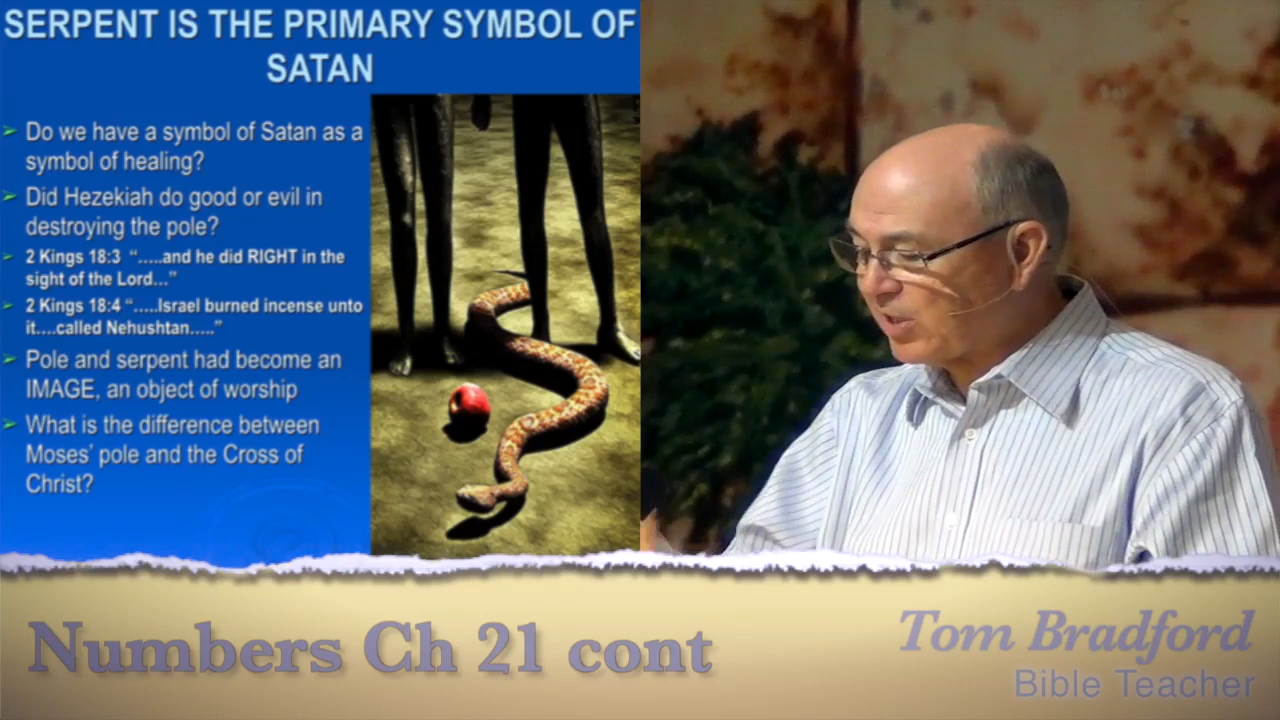 SERPENT IS THE PRIMARY SYMBOL OF
SATAN
➢ Do we have a symbol of Satan as a
symbol of healing?
➢ Did Hezekiah do good or evil in
destroying the pole?
➢ 2 Kings 18:3 “.....and he did RIGHT in the
sight of the Lord...”
➢ 2 Kings 18:4 “.....Israel burned incense unto
it....called Nehushtan.....”
➢ Pole and serpent had become an
IMAGE, an object of worship
➢ What is the difference between
Moses’ pole and the Cross of
Christ?
Numbers Ch 21 cont
Tom Bradford
Bible Teacher